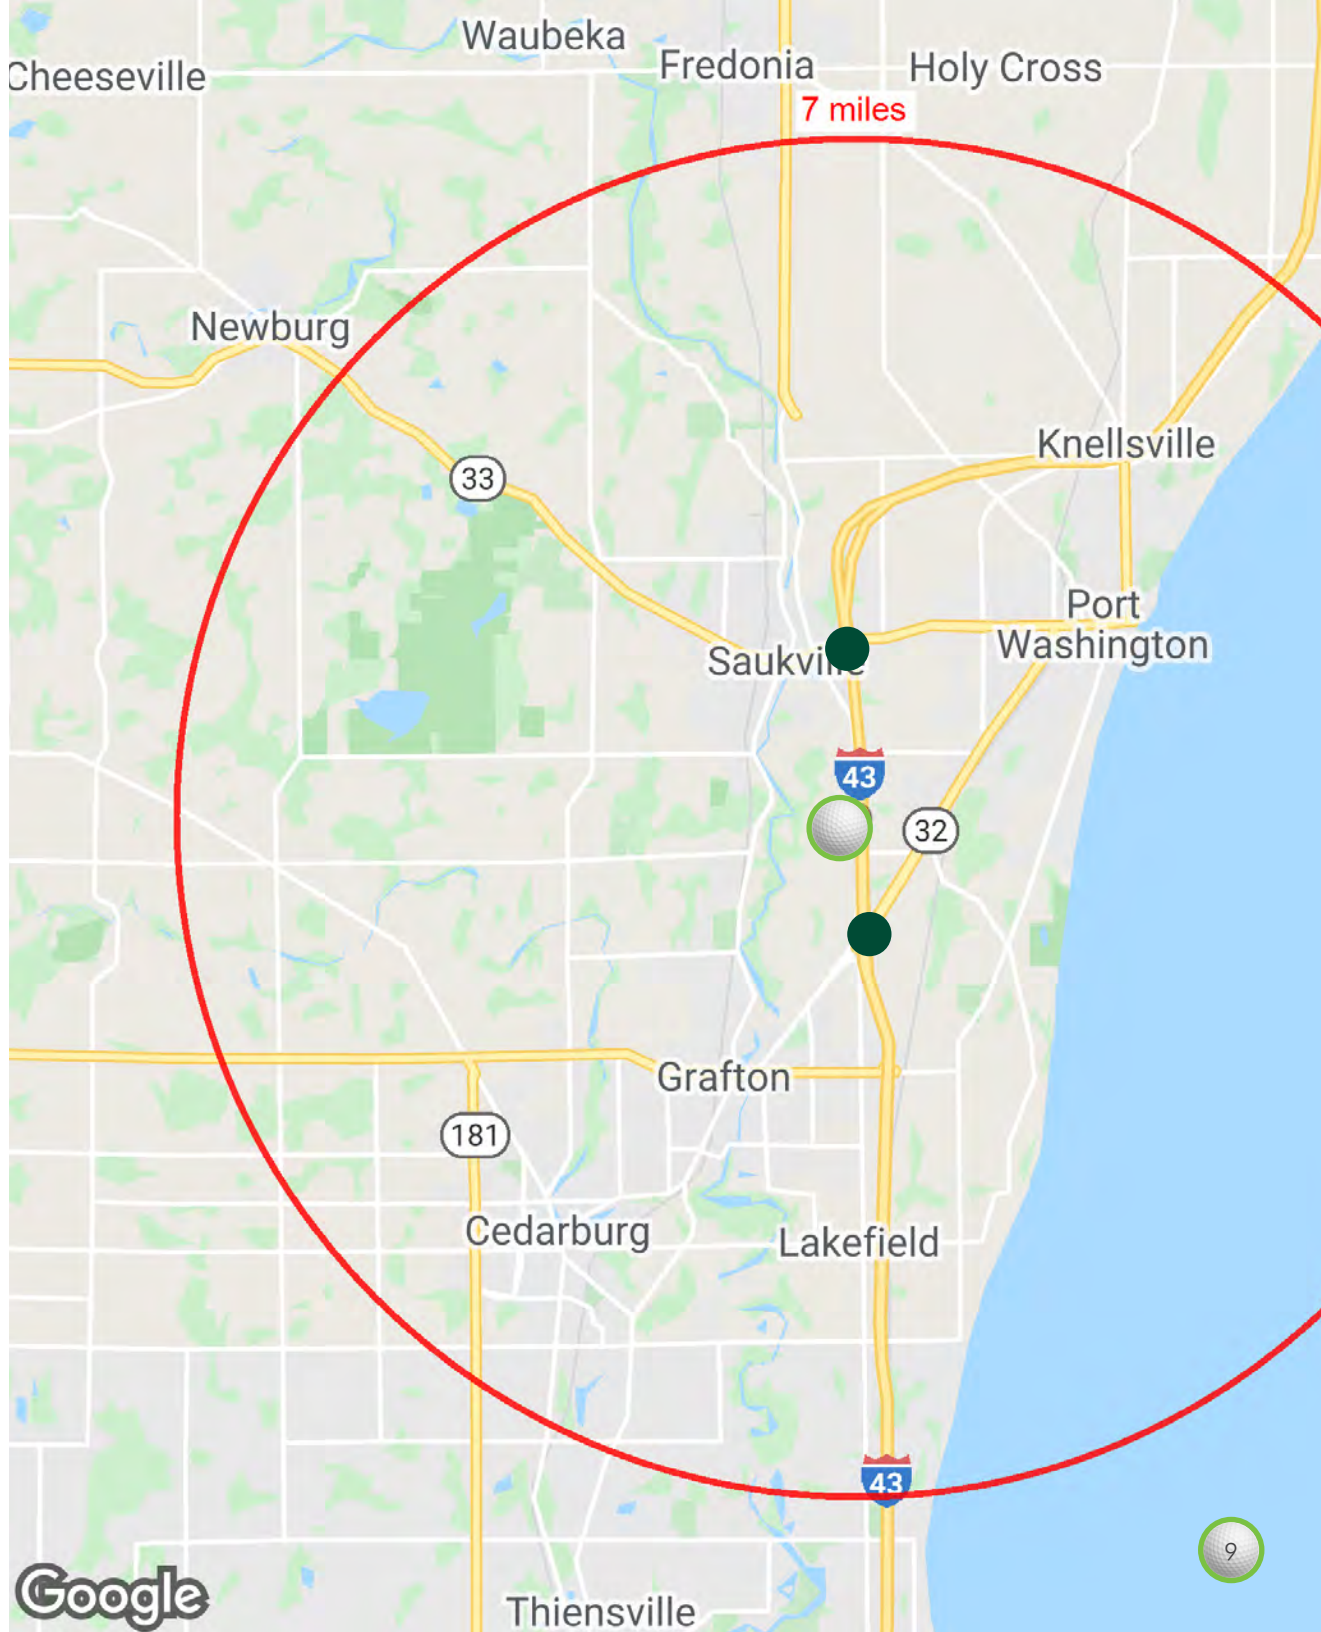 Waubeka
Fredonia
Holy Cross
Cheeseville
7 miles
Newburg
Knellsville
33
Port
Washington
Saukville
43
32
Grafton
181
Cedarburg
Lakefield
43
9
Google
Thiensville